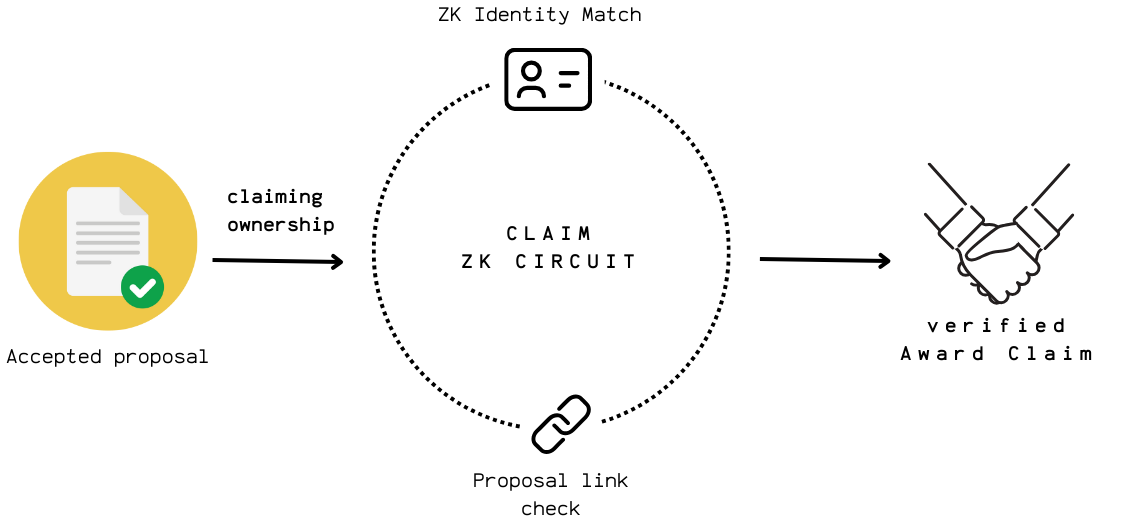 ZK Identity Match
claiming
ownership
CLAIM
ZK CIRCUIT
Accepted proposal
verified
Award Claim
Proposal link
check